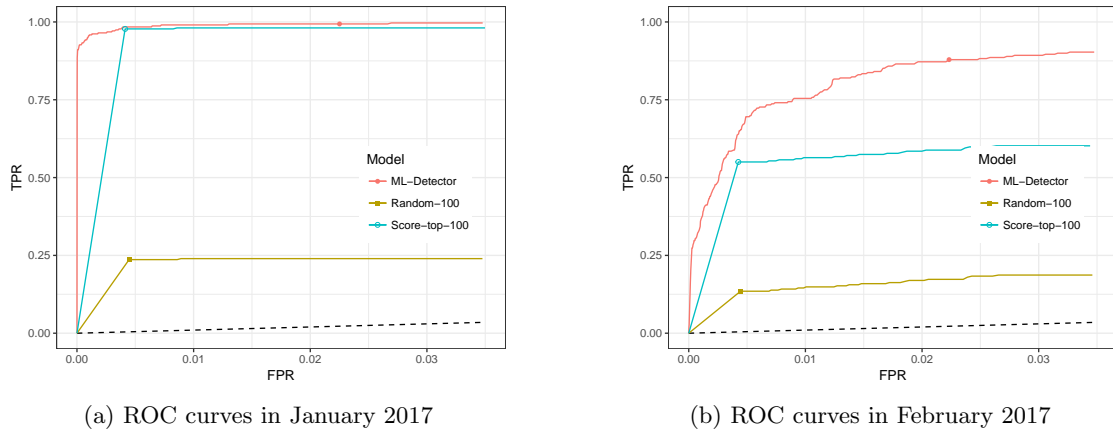 1.00
0.75
0.50
0.25
0.00
TPR
0.00
0.01
0.02
0.03
FPR
Model
ML-Detector
Random-100
Score-top-100
(a) ROC curves in January 2017
1.00
0.75
0.50
0.25
0.00
TPR
0.00
0.01
0.02
0.03
FPR
Model
ML-Detector
Random-100
Score-top-100
(b) ROC curves in February 2017